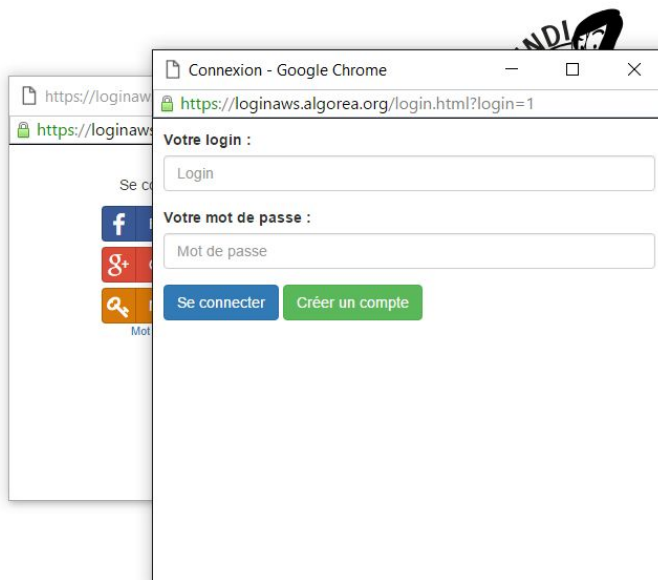 NDI
Connexion - Google Chrome
https://loginaws.algorea.org/login.html?login=1
Votre login :
Login
Votre mot de passe :
Mot de passe
Se connecter
Créer un compte
https://loginaw
https://loginaws
Se co
f
g+
Mot